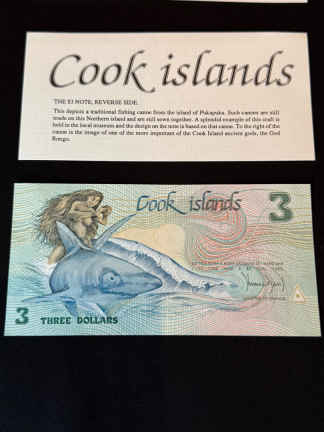 Cook islands
THE $3 NOTE, REVERSE SIDE.
This depicts a traditional fishing canoe from the island of Pukapuka. Such canoes are still
made on this Northern island and are still sewn together. A splendid example of this craft is
held in the local museum and the design on the note is based on that canoe. To the right of the
canoe is the image of one of the more important of the Cook Island ancient gods, the God
Rongo.
Cook islands
3
3 THREE DOLLARS